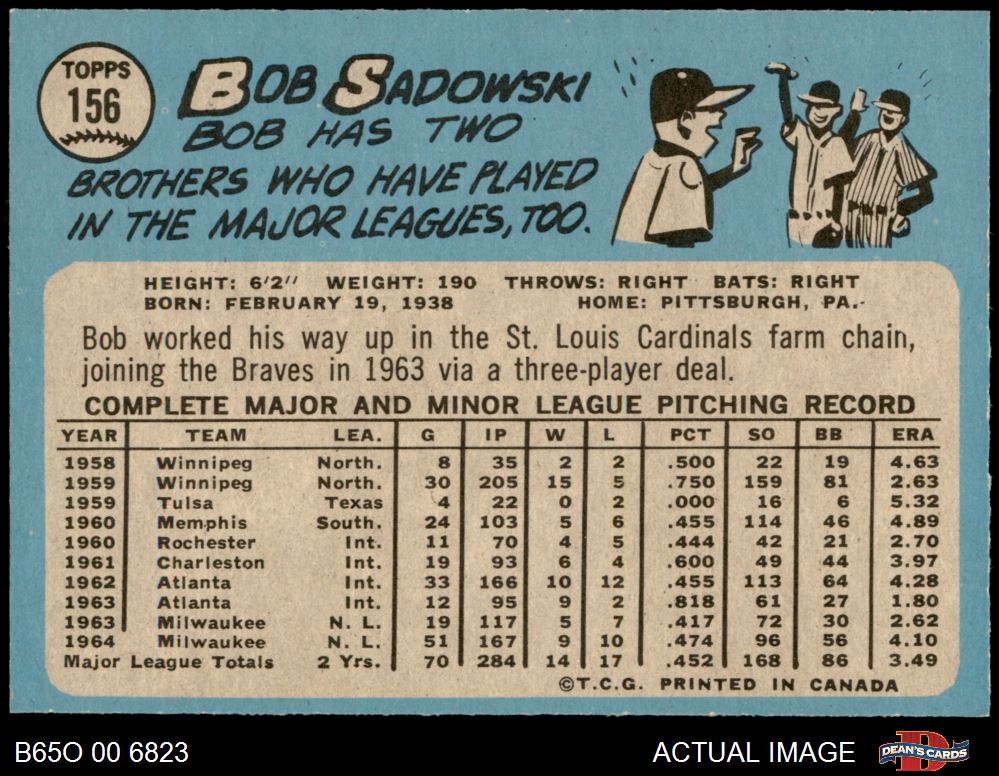 TOPPS
156
BOB SADOWSKI
BOB HAS TWO
BROTHERS WHO HAVE PLAYED
IN THE MAJOR LEAGUES, TOO.
HEIGHT: 6'2" WEIGHT: 190 THROWS: RIGHT BATS: RIGHT
BORN: FEBRUARY 19, 1938 HOME: PITTSBURGH, PA.
Bob worked his way up in the St. Louis Cardinals farm chain,
joining the Braves in 1963 via a three-player deal.
COMPLETE MAJOR AND MINOR LEAGUE PITCHING RECORD
YEAR TEAM LEA. G IP W L PCT SO BB ERA
1958 Winnipeg North. 8 35 2 2 .500 22 19 4.63
1959 Winnipeg North. 30 205 15 5 .750 159 81 2.63
1959 Tulsa Texas 4 22 0 2 .000 16 6 5.32
1960 Memphis South. 24 103 5 6 .455 114 46 4.89
1960 Rochester Int. 11 70 4 5 .444 42 21 2.70
1961 Charleston Int. 19 93 6 4 .600 49 44 3.97
1962 Atlanta Int. 33 166 10 12 .455 113 64 4.28
1963 Atlanta Int. 12 95 9 2 .818 61 27 1.80
1963 Milwaukee N. L. 19 117 5 7 .417 72 30 2.62
1964 Milwaukee N. L. 51 167 9 10 .474 96 56 4.10
Major League Totals 2 Yrs. 70 284 14 17 .452 168 86 3.49
©T.C.G. PRINTED IN CANADA
B65O 00 6823 ACTUAL IMAGE DEAN'S CARDS